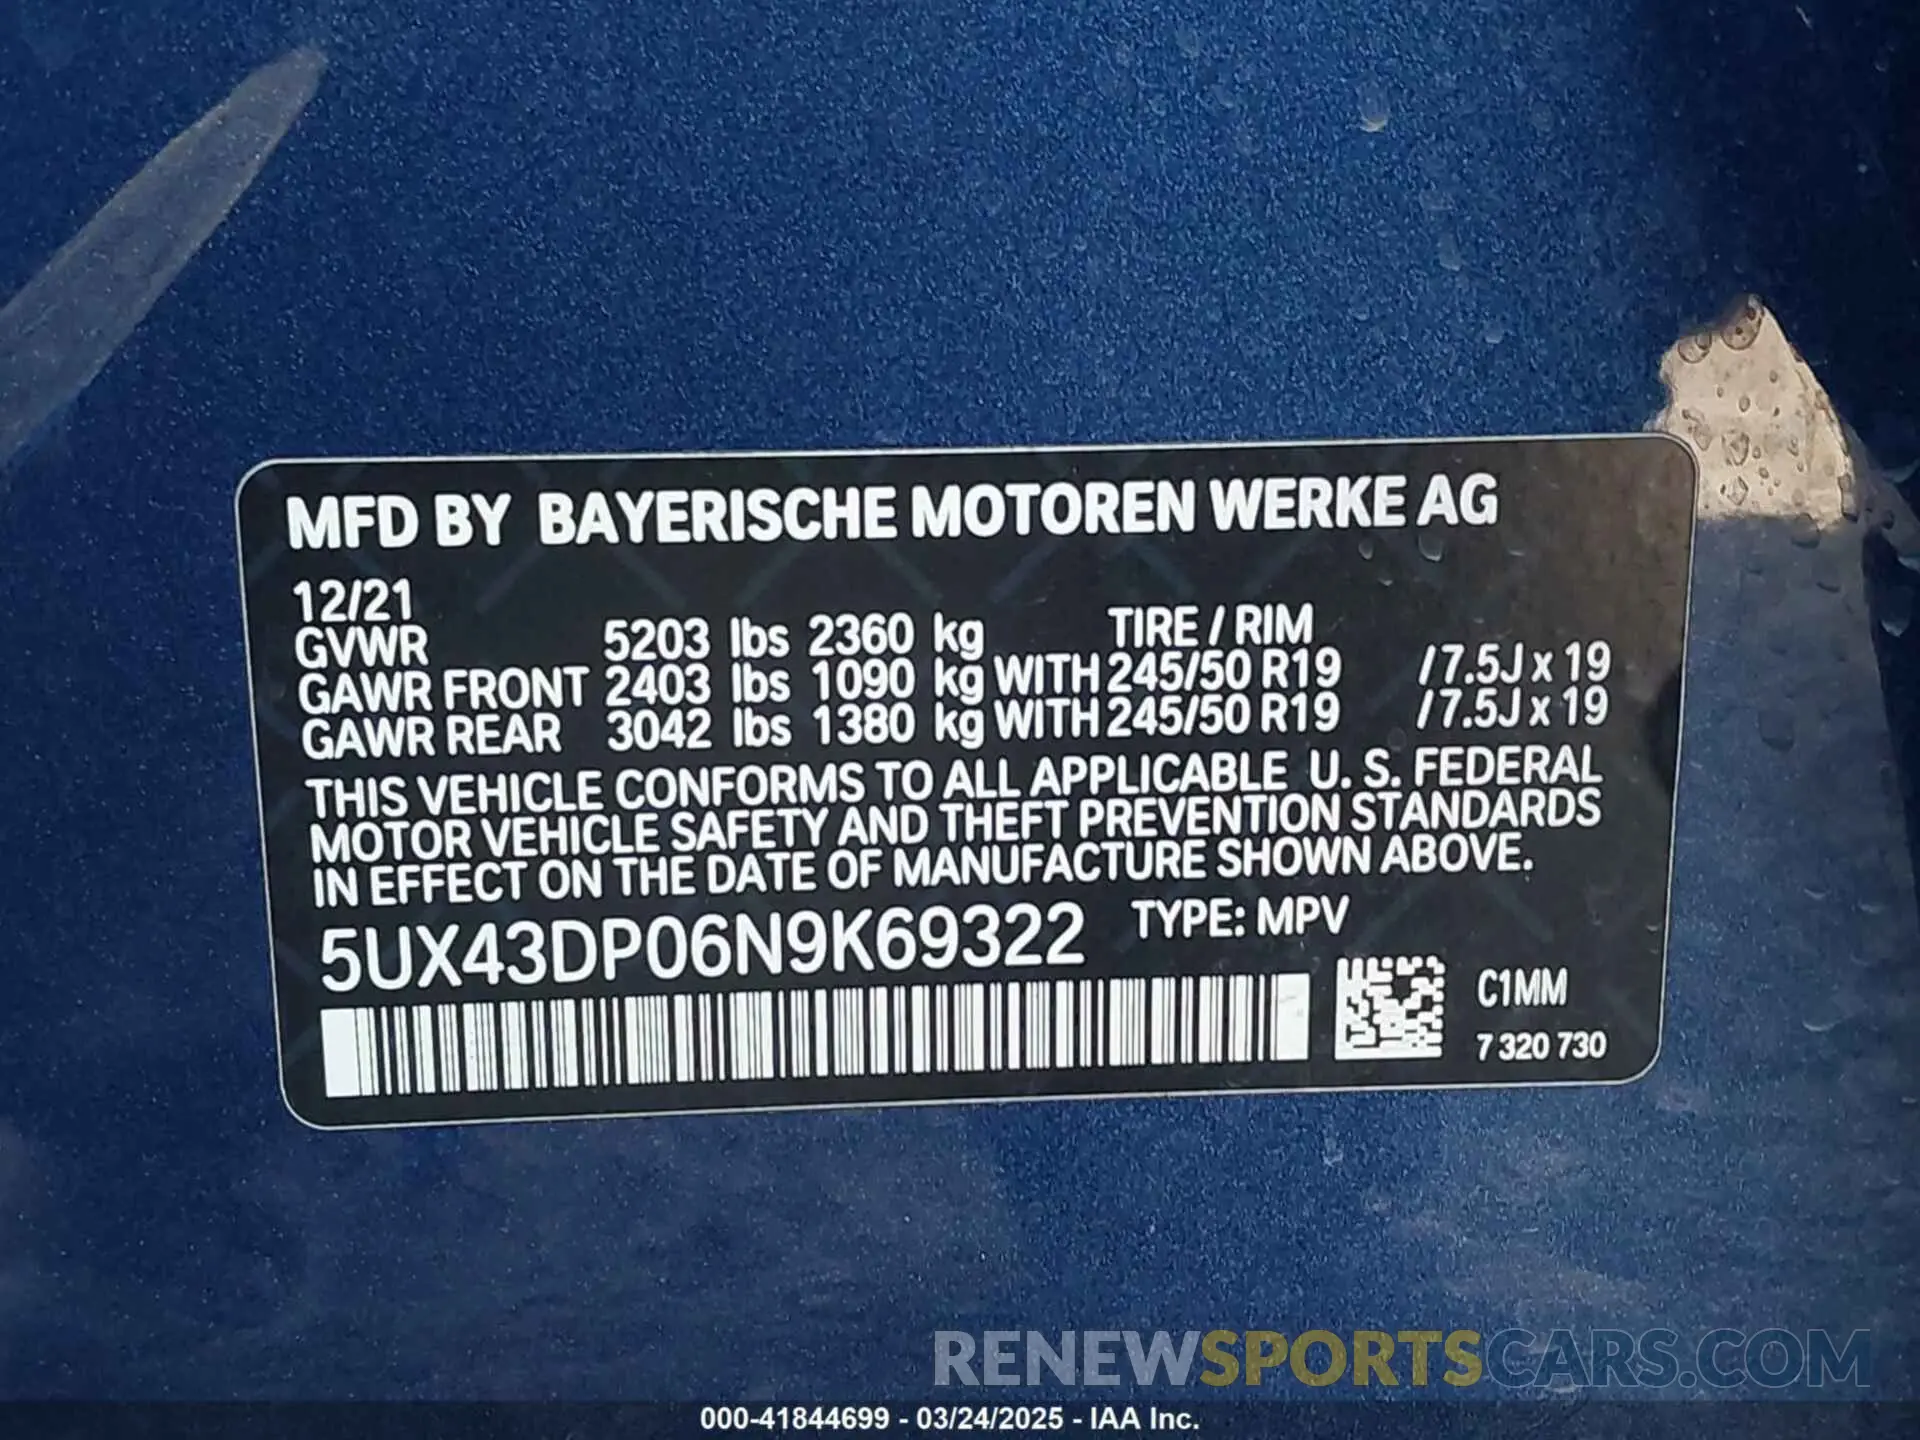 MFD BY BAYERISCHE MOTOREN WERKE AG
12/21
GVWR 5203 lbs 2360 kg TIRE / RIM
GAWR FRONT 2403 lbs 1090 kg WITH 245/50 R19 /7.5J x 19
GAWR REAR 3042 lbs 1380 kg WITH 245/50 R19 /7.5J x 19
THIS VEHICLE CONFORMS TO ALL APPLICABLE U. S. FEDERAL
MOTOR VEHICLE SAFETY AND THEFT PREVENTION STANDARDS
IN EFFECT ON THE DATE OF MANUFACTURE SHOWN ABOVE.
5UX43DP06N9K69322 TYPE: MPV
C1MM
7 320 730
RENEWSPORTSCARS.COM
000-41844699 - 03/24/2025 - IAA Inc.